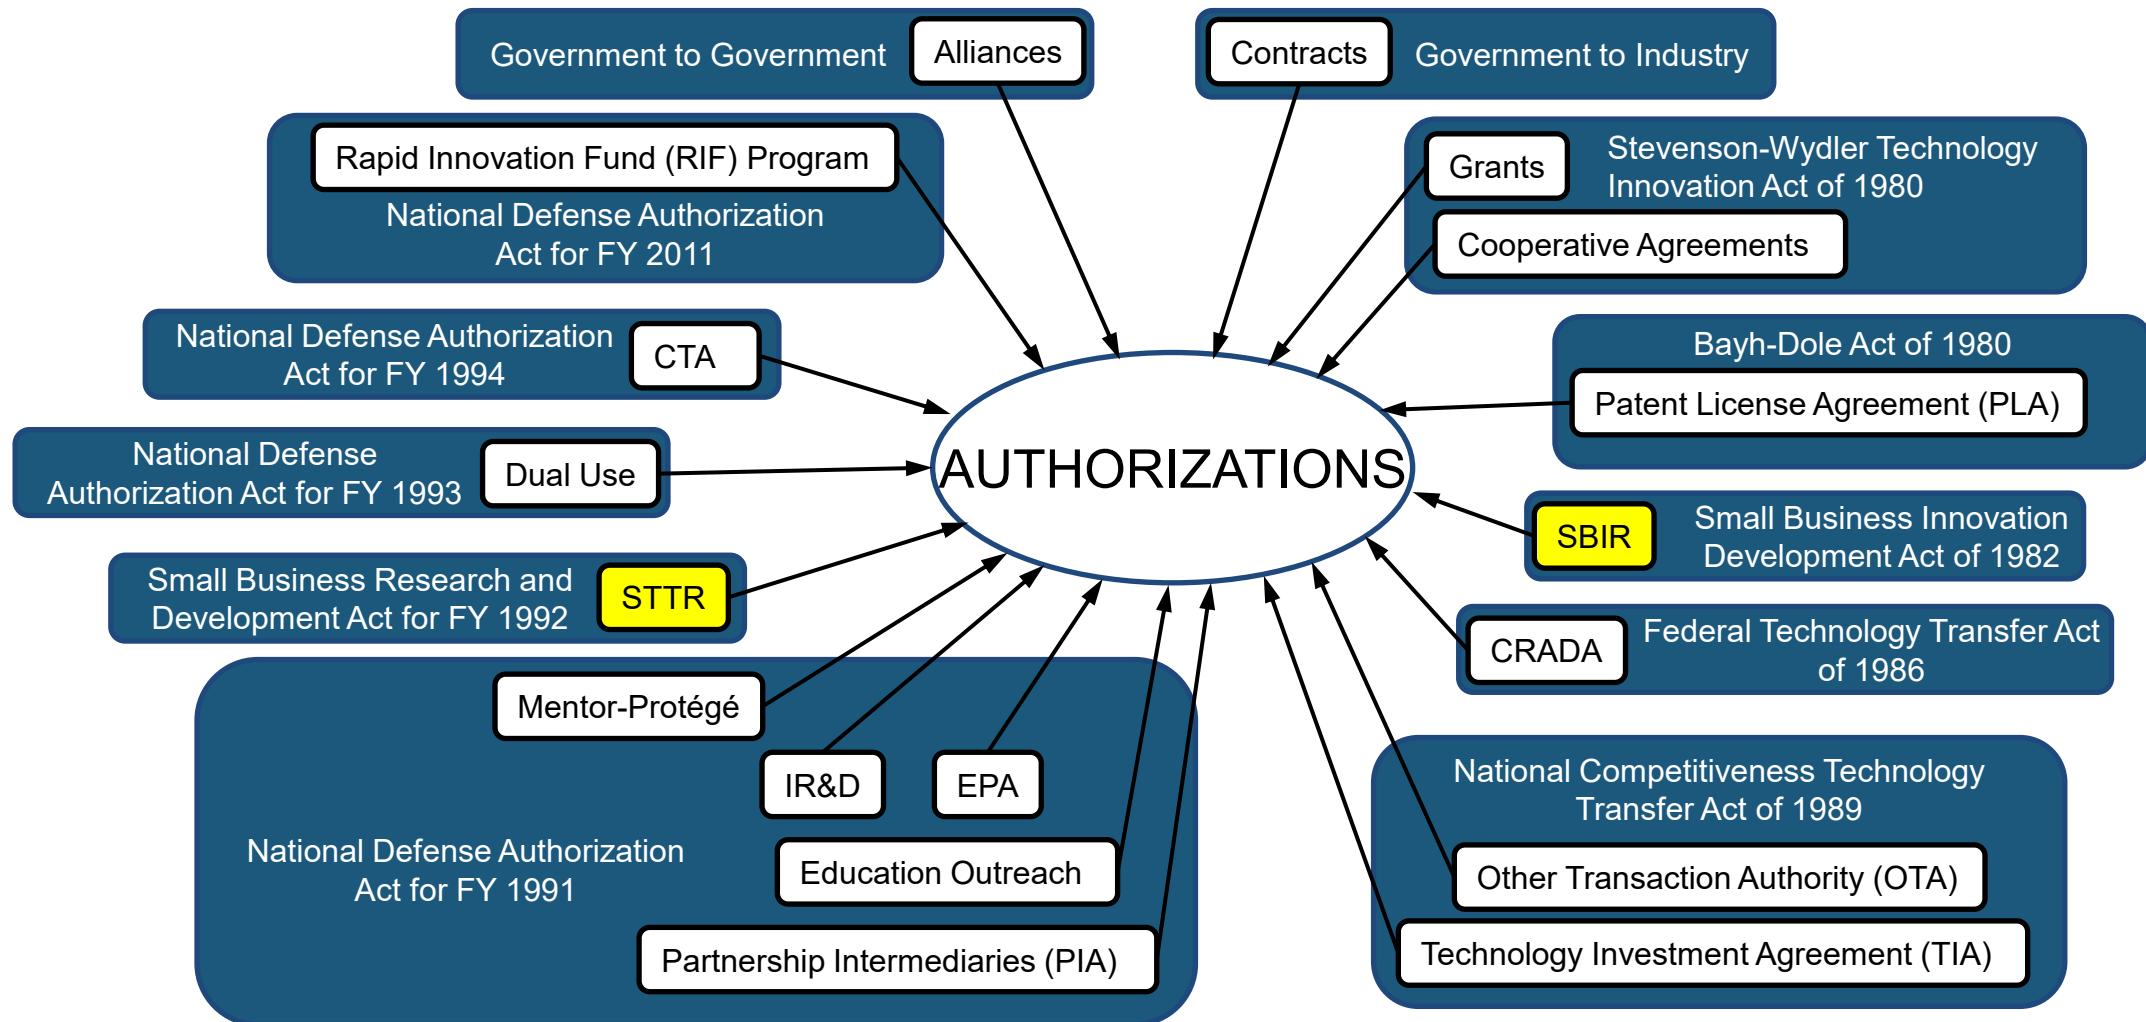 Government to Government
Alliances
Contracts
Government to Industry
Rapid Innovation Fund (RIF) Program
National Defense Authorization
Act for FY 2011
Grants
Stevenson-Wydler Technology
Innovation Act of 1980
Cooperative Agreements
National Defense Authorization
Act for FY 1994
CTA
Bayh-Dole Act of 1980
Patent License Agreement (PLA)
National Defense
Authorization Act for FY 1993
Dual Use
AUTHORIZATIONS
SBIR
Small Business Innovation
Development Act of 1982
Small Business Research and
Development Act for FY 1992
STTR
CRADA
Federal Technology Transfer Act
of 1986
Mentor-Protégé
IR&D
EPA
National Defense Authorization
Act for FY 1991
Education Outreach
Partnership Intermediaries (PIA)
National Competitiveness Technology
Transfer Act of 1989
Other Transaction Authority (OTA)
Technology Investment Agreement (TIA)